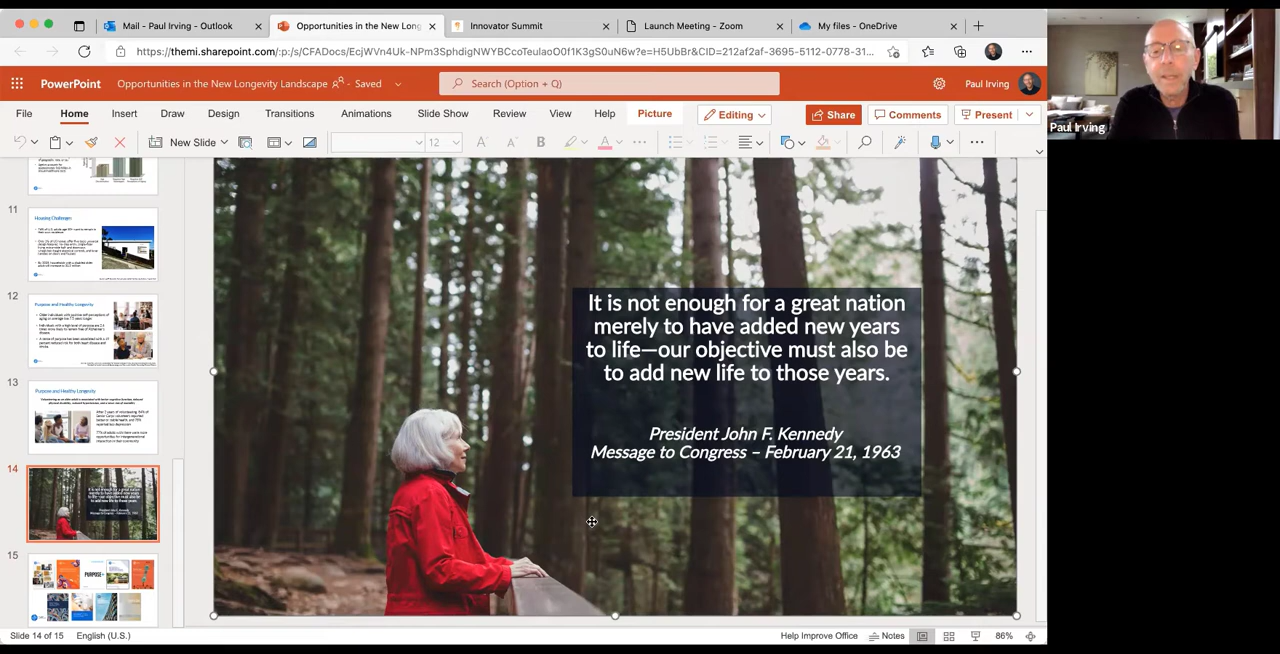 Mail - Paul Irving - Outlook
Opportunities in the New Long
Innovator Summit
Launch Meeting - Zoom
My files - OneDrive
https://themi.sharepoint.com/:p:/s/CFADocs/EcjWVn4Uk-NPm3SphdigNWYBCcoTeulaoO0f1K3gS0uN6w?e=H5UbBr&CID=212af2af-3695-5112-0778-31...
PowerPoint
Opportunities in the New Longevity Landscape - Saved
Search (Option + Q)
Paul Irving
File Home Insert Draw Design Transitions Animations Slide Show Review View Help Picture Editing Share Comments Present
New Slide 12 B A
11
Housing Challenges
12
Purpose and Healthy Longevity
13
Purpose and Healthy Longevity
14
15
PURPOSE
It is not enough for a great nation
merely to have added new years
to life—our objective must also be
to add new life to those years.
President John F. Kennedy
Message to Congress – February 21, 1963
Slide 14 of 15 English (U.S.)
Help Improve Office Notes 86%
Paul Irving